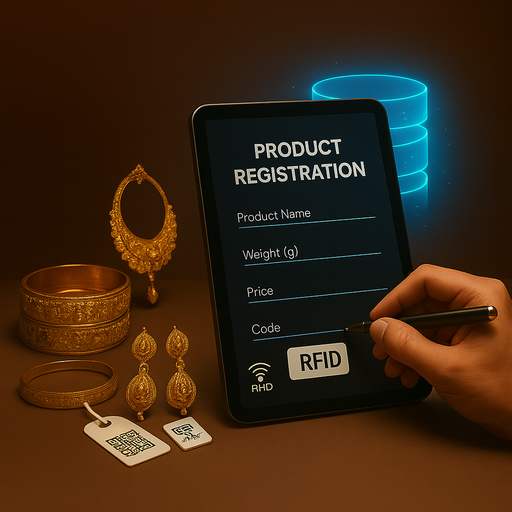 PRODUCT
REGISTRATION
Product Name
Weight (g)
Price
Code
RHD
RFID